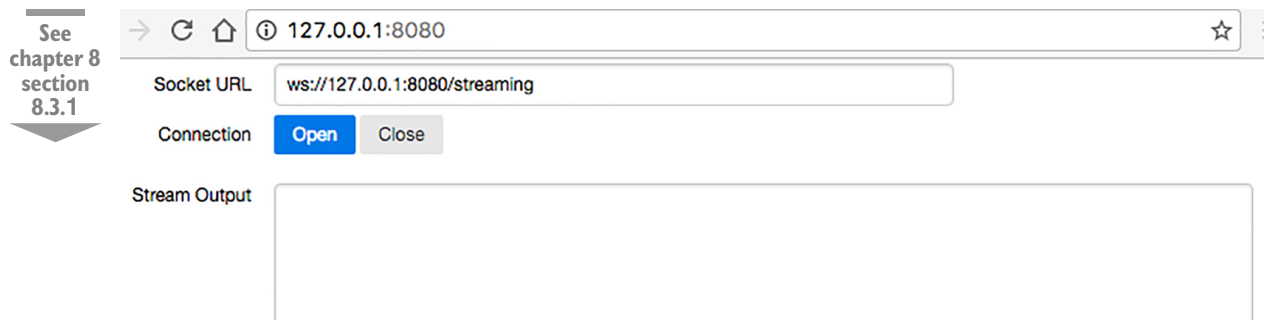 See
chapter 8
section
8.3.1
127.0.0.1:8080
Socket URL
ws://127.0.0.1:8080/streaming
Connection
Open
Close
Stream Output